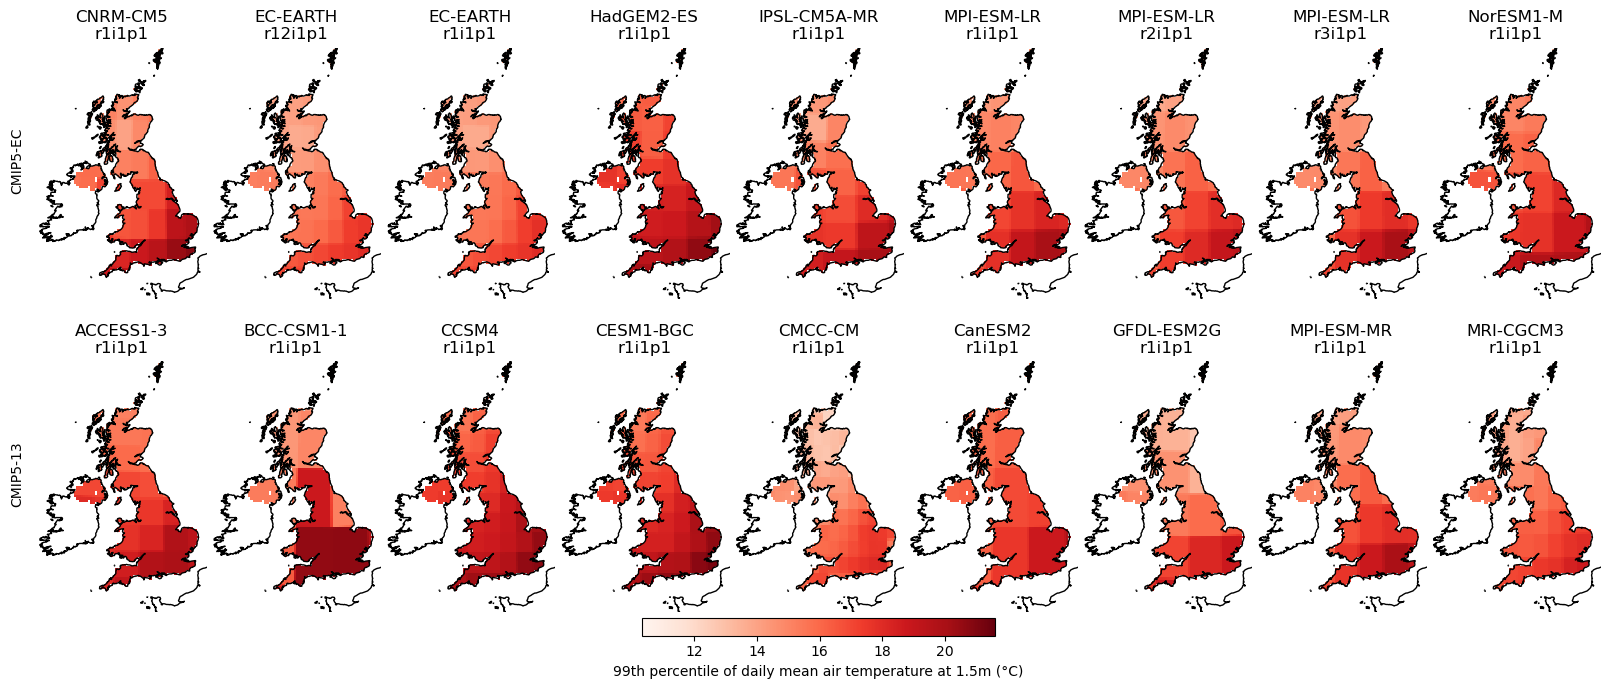 CNRM-CM5 EC-EARTH EC-EARTH HadGEM2-ES IPSL-CM5A-MR MPI-ESM-LR MPI-ESM-LR MPI-ESM-LR NorESM1-M
r1i1p1 r12i1p1 r1i1p1 r1i1p1 r1i1p1 r1i1p1 r2i1p1 r3i1p1 r1i1p1
CMIP5-EC
ACCESS1-3 BCC-CSM1-1 CCSM4 CESM1-BGC CMCC-CM CanESM2 GFDL-ESM2G MPI-ESM-MR MRI-CGCM3
r1i1p1 r1i1p1 r1i1p1 r1i1p1 r1i1p1 r1i1p1 r1i1p1 r1i1p1 r1i1p1
CMIP5-13
12 14 16 18 20
99th percentile of daily mean air temperature at 1.5m (°C)